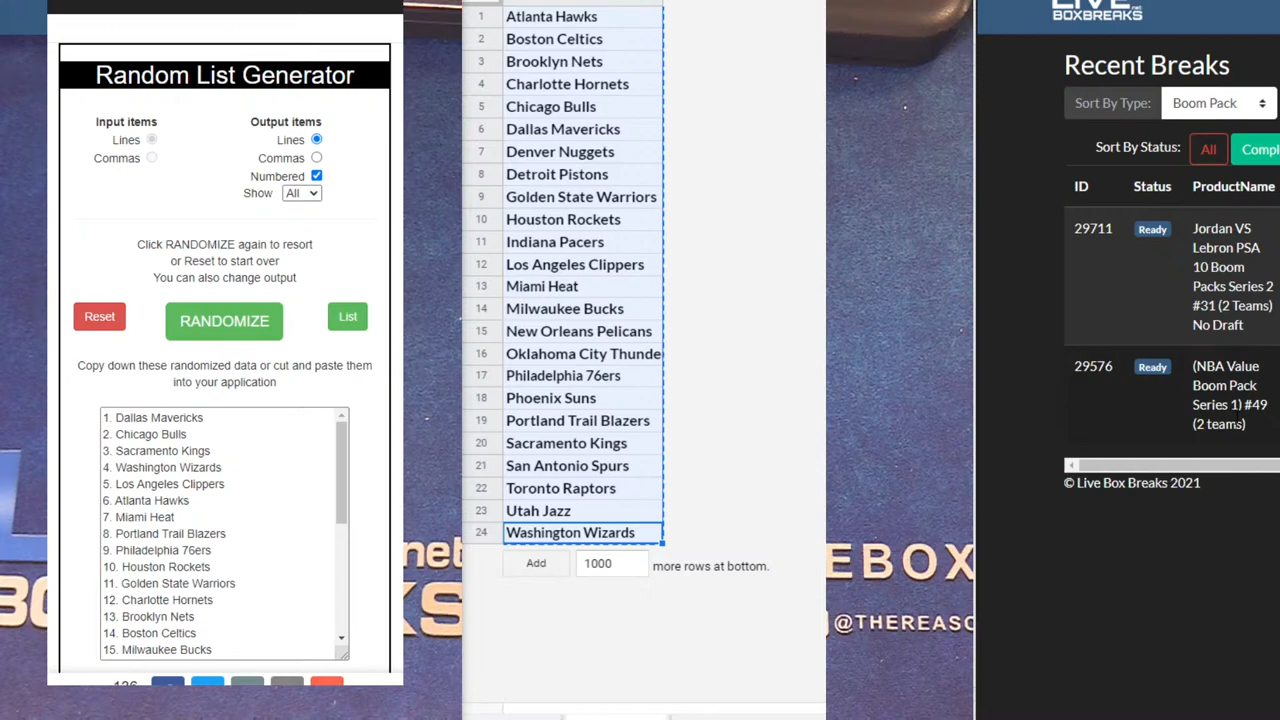 Random List Generator
Input items
Output items
Lines
Lines
Commas
Commas
Numbered
Show All
Click RANDOMIZE again to resort
or Reset to start over
You can also change output
Reset
RANDOMIZE
List
Copy down these randomized data or cut and paste them
into your application
1. Dallas Mavericks
2. Chicago Bulls
3. Sacramento Kings
4. Washington Wizards
5. Los Angeles Clippers
6. Atlanta Hawks
7. Miami Heat
8. Portland Trail Blazers
9. Philadelphia 76ers
10. Houston Rockets
11. Golden State Warriors
12. Charlotte Hornets
13. Brooklyn Nets
14. Boston Celtics
15. Milwaukee Bucks
1 Atlanta Hawks
2 Boston Celtics
3 Brooklyn Nets
4 Charlotte Hornets
5 Chicago Bulls
6 Dallas Mavericks
7 Denver Nuggets
8 Detroit Pistons
9 Golden State Warriors
10 Houston Rockets
11 Indiana Pacers
12 Los Angeles Clippers
13 Miami Heat
14 Milwaukee Bucks
15 New Orleans Pelicans
16 Oklahoma City Thunde
17 Philadelphia 76ers
18 Phoenix Suns
19 Portland Trail Blazers
20 Sacramento Kings
21 San Antonio Spurs
22 Toronto Raptors
23 Utah Jazz
24 Washington Wizards
Add 1000 more rows at bottom.
LIVE.net
BOXBREAKS
Recent Breaks
Sort By Type: Boom Pack
Sort By Status: All Compl
ID Status ProductName
29711 Ready Jordan VS
Lebron PSA
10 Boom
Packs Series 2
#31 (2 Teams)
No Draft
29576 Ready (NBA Value
Boom Pack
Series 1) #49
(2 teams)
© Live Box Breaks 2021
EBOX
@THEREASO
net
KS